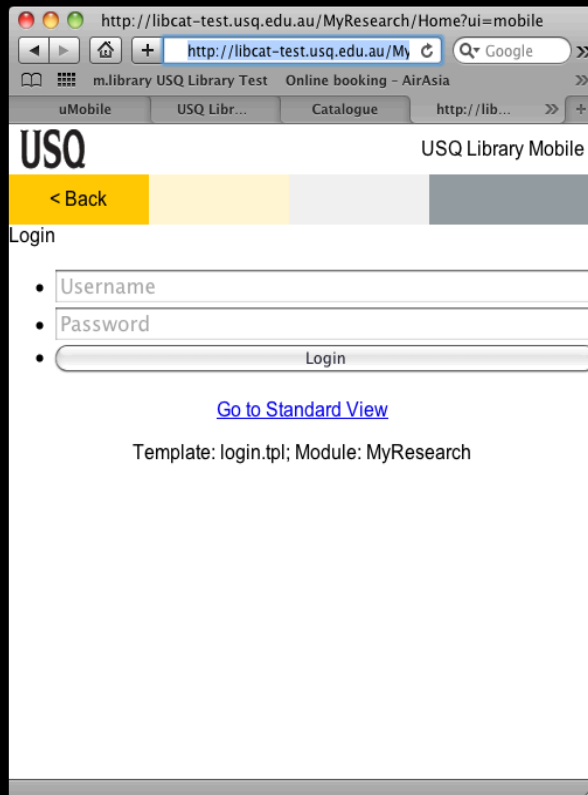 http://libcat-test.usq.edu.au/MyResearch/Home?ui=mobile
http://libcat-test.usq.edu.au/My Google
m.library USQ Library Test Online booking – AirAsia
uMobile USQ Libr... Catalogue http://lib...
USQ USQ Library Mobile
< Back
Login
Username
Password
Login
Go to Standard View
Template: login.tpl; Module: MyResearch